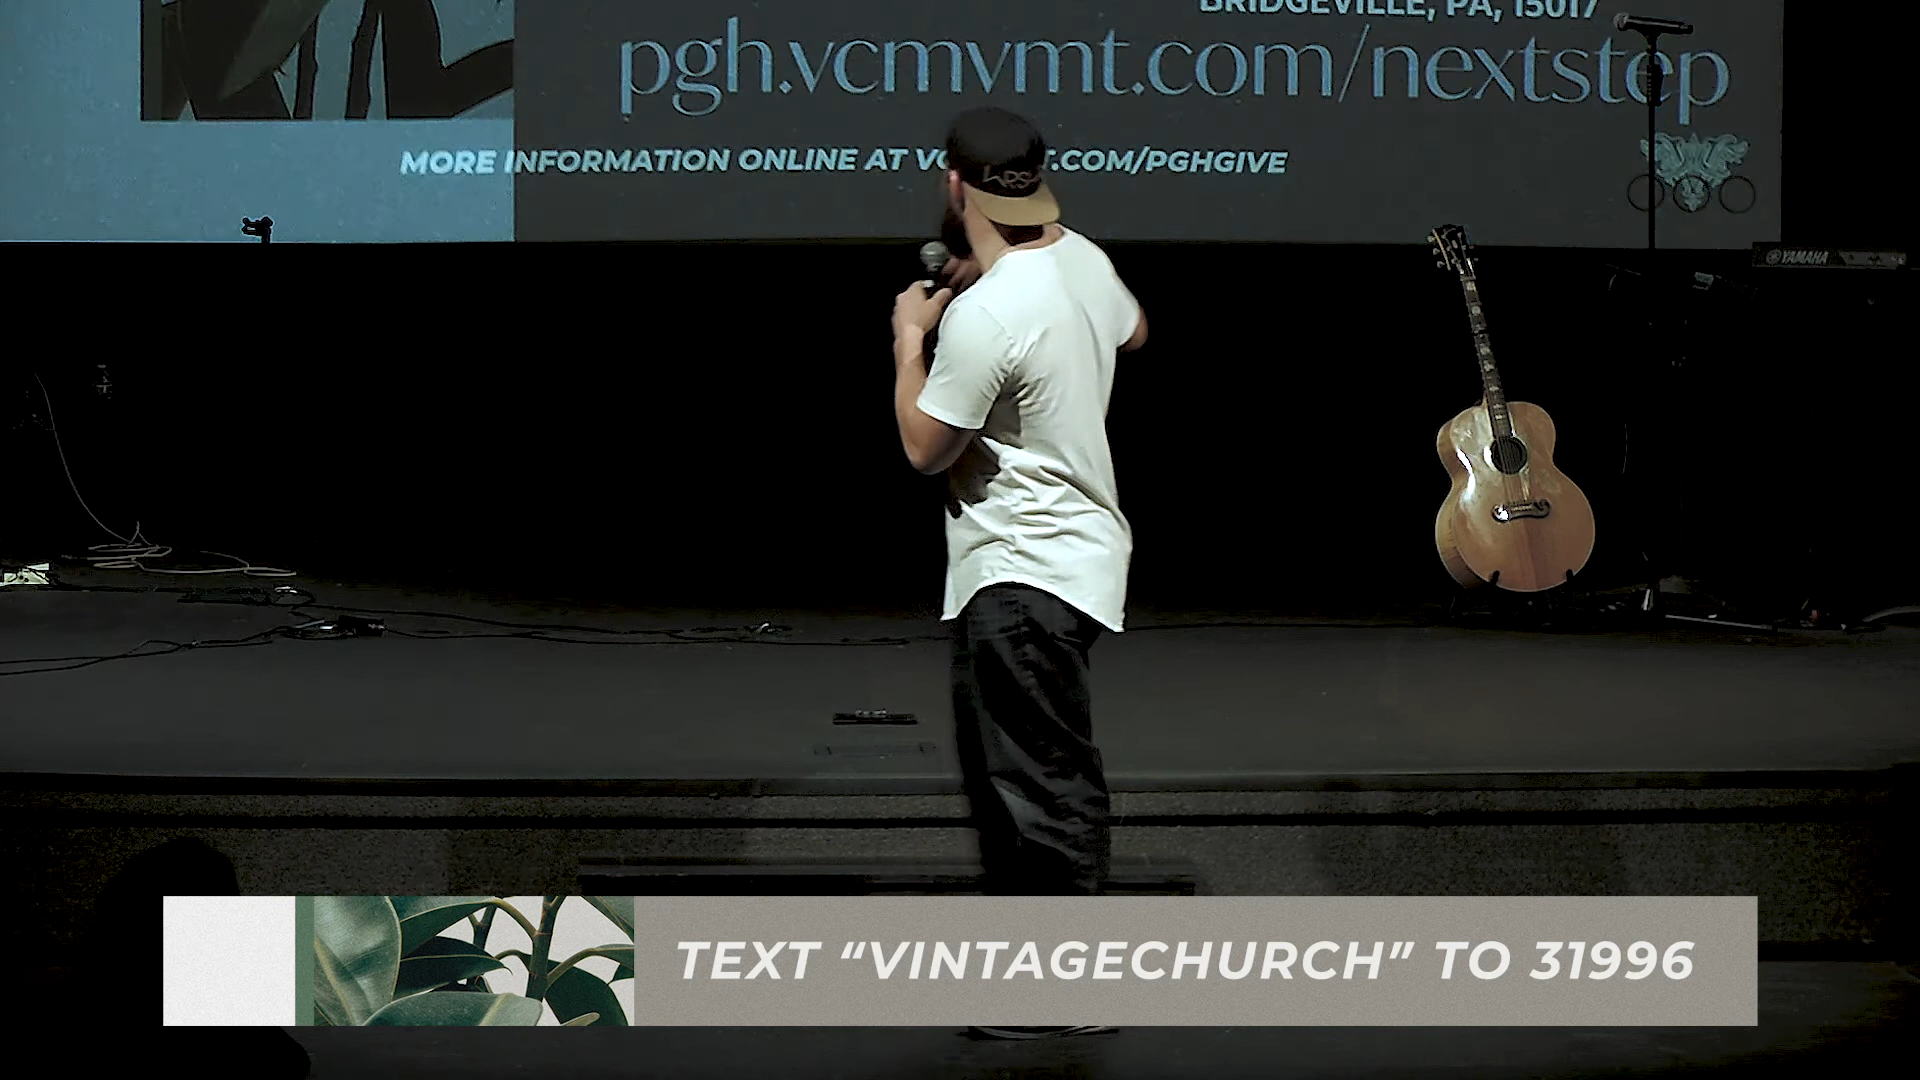 BRIDGEVILLE, PA, 15017
pgh.vcmvmt.com/nextstep
MORE INFORMATION ONLINE AT .COM/PGHGIVE
YAMAHA
TEXT “VINTAGECHURCH” TO 31996